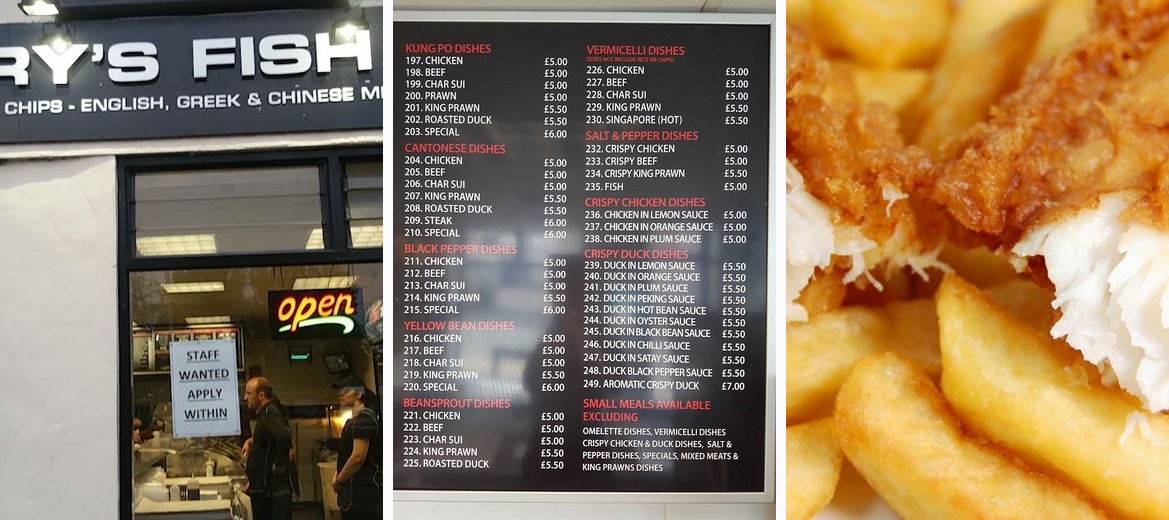 RY'S FISH
CHIPS - ENGLISH, GREEK & CHINESE
open
STAFF
WANTED
APPLY
WITHIN
KUNG PO DISHES
197. CHICKEN £5.00
198. BEEF £5.00
199. CHAR SUI £5.00
200. PRAWN £5.00
201. KING PRAWN £5.50
202. ROASTED DUCK £5.50
203. SPECIAL £6.00
CANTONESE DISHES
204. CHICKEN £5.00
205. BEEF £5.00
206. CHAR SUI £5.00
207. KING PRAWN £5.50
208. ROASTED DUCK £5.50
209. STEAK £6.00
210. SPECIAL £6.00
BLACK PEPPER DISHES
211. CHICKEN £5.00
212. BEEF £5.00
213. CHAR SUI £5.00
214. KING PRAWN £5.50
215. SPECIAL £6.00
YELLOW BEAN DISHES
216. CHICKEN £5.00
217. BEEF £5.00
218. CHAR SUI £5.00
219. KING PRAWN £5.50
220. SPECIAL £6.00
BEANSPROUT DISHES
221. CHICKEN £5.00
222. BEEF £5.00
223. CHAR SUI £5.00
224. KING PRAWN £5.50
225. ROASTED DUCK £5.50
VERMICELLI DISHES
(DOES NOT INCLUDE RICE OR CHIPS)
226. CHICKEN £5.00
227. BEEF £5.00
228. CHAR SUI £5.00
229. KING PRAWN £5.50
230. SINGAPORE (HOT) £5.50
SALT & PEPPER DISHES
232. CRISPY CHICKEN £5.00
233. CRISPY BEEF £5.00
234. CRISPY KING PRAWN £5.50
235. FISH £5.00
CRISPY CHICKEN DISHES
236. CHICKEN IN LEMON SAUCE £5.00
237. CHICKEN IN ORANGE SAUCE £5.00
238. CHICKEN IN PLUM SAUCE £5.00
CRISPY DUCK DISHES
239. DUCK IN LEMON SAUCE £5.50
240. DUCK IN ORANGE SAUCE £5.50
241. DUCK IN PLUM SAUCE £5.50
242. DUCK IN PEKING SAUCE £5.50
243. DUCK IN HOT BEAN SAUCE £5.50
244. DUCK IN OYSTER SAUCE £5.50
245. DUCK IN BLACK BEAN SAUCE £5.50
246. DUCK IN CHILLI SAUCE £5.50
247. DUCK IN SATAY SAUCE £5.50
248. DUCK BLACK PEPPER SAUCE £5.50
249. AROMATIC CRISPY DUCK £7.00
SMALL MEALS AVAILABLE
EXCLUDING
OMELETTE DISHES, VERMICELLI DISHES
CRISPY CHICKEN & DUCK DISHES, SALT &
PEPPER DISHES, SPECIALS, MIXED MEATS &
KING PRAWNS DISHES